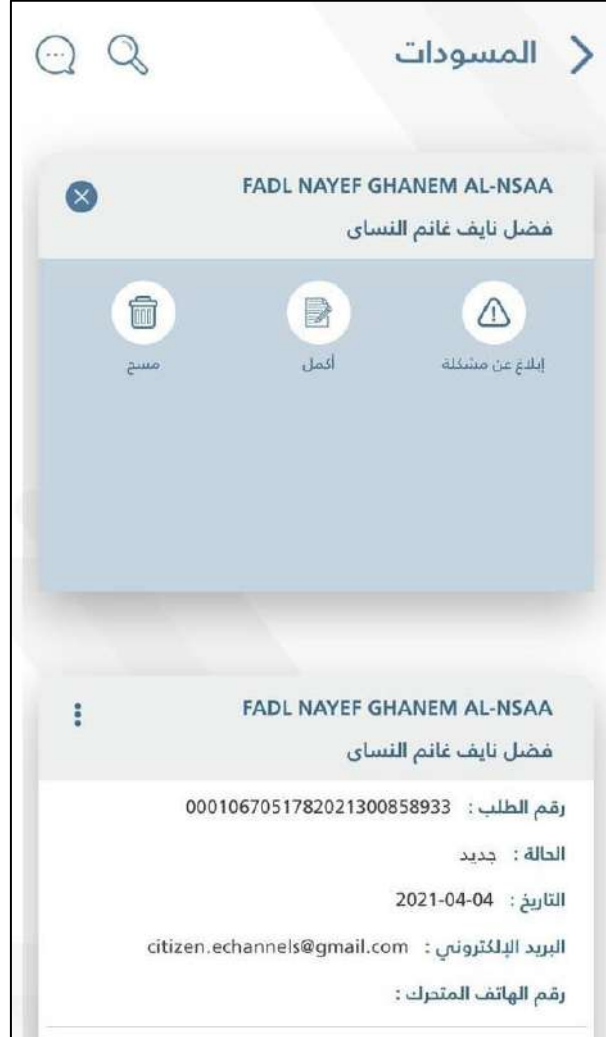 المسودات
FADL NAYEF GHANEM AL-NSAA
فضل نايف غانم النساى
إبلاغ عن مشكلة
أكمل
مسح
FADL NAYEF GHANEM AL-NSAA
فضل نايف غانم النساى
رقم الطلب : 0001067051782021300858933
الحالة : جديد
التاريخ : 2021-04-04
البريد الإلكتروني : citizen.echannels@gmail.com
رقم الهاتف المتحرك :